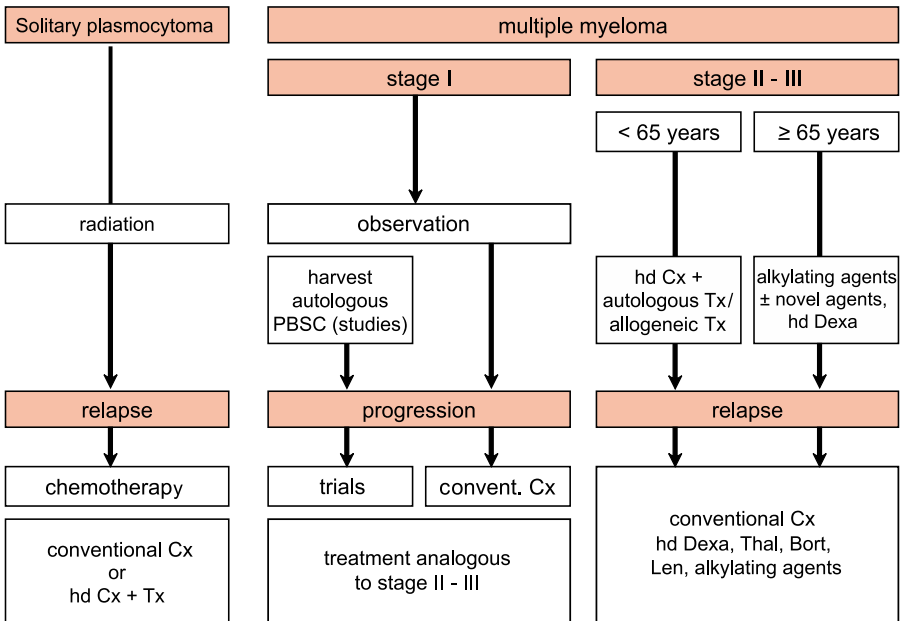 Solitary plasmocytoma
multiple myeloma
stage I
stage II - III
< 65 years
≥ 65 years
radiation
observation
harvest
autologous
PBSC (studies)
hd Cx +
autologous Tx/
allogeneic Tx
alkylating agents
± novel agents,
hd Dexa
relapse
progression
relapse
chemotherapy
trials
convent. Cx
conventional Cx
or
hd Cx + Tx
treatment analogous
to stage II - III
conventional Cx
hd Dexa, Thal, Bort,
Len, alkylating agents